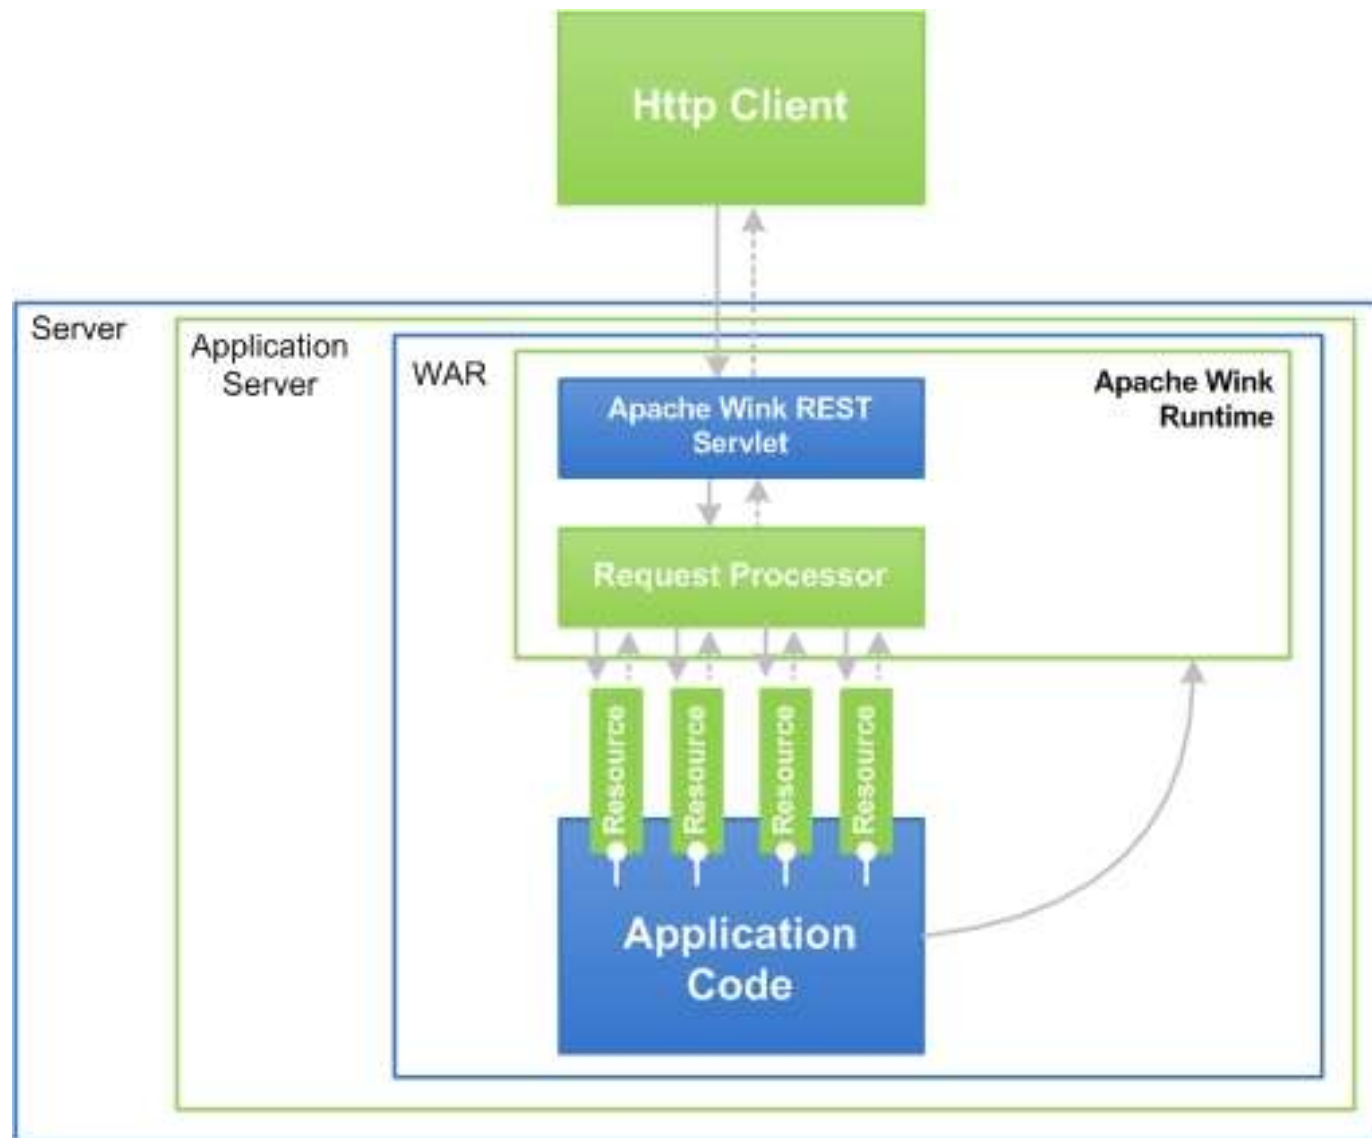 Http Client
Server
Application
Server
WAR
Apache Wink
Runtime
Apache Wink REST
Servlet
Request Processor
Resource
Resource
Resource
Resource
Application
Code